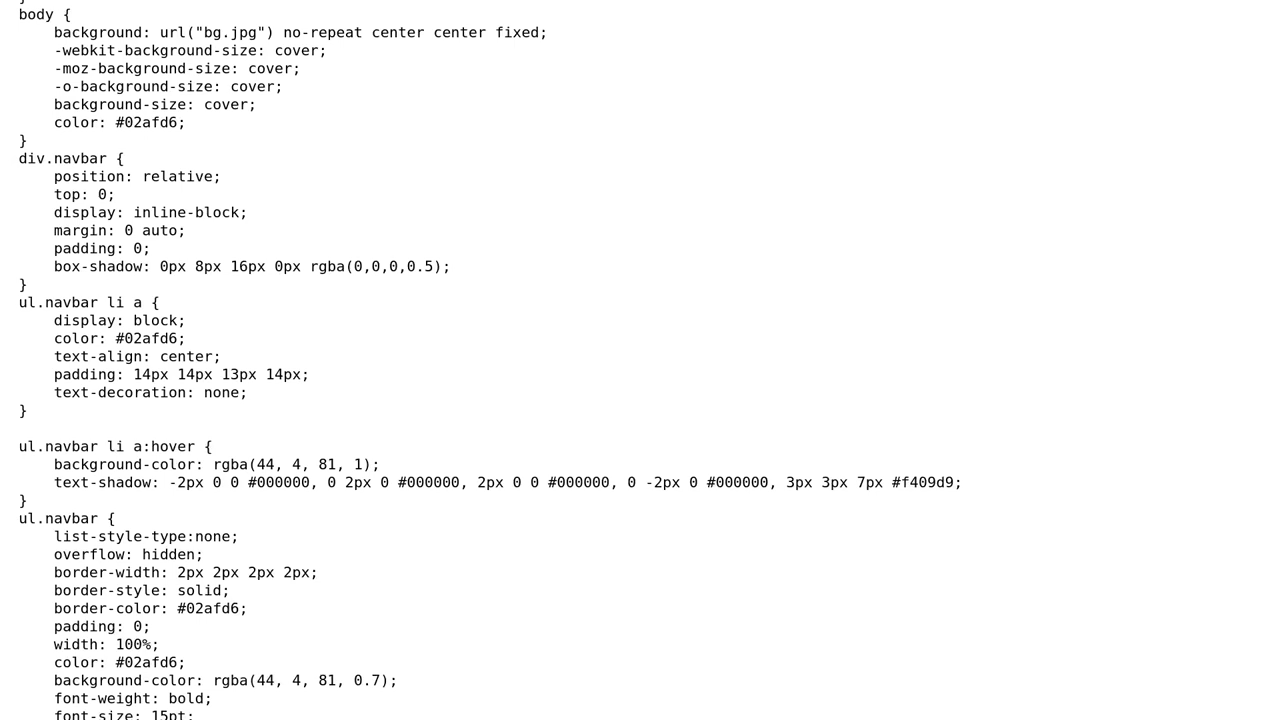 body {
    background: url("bg.jpg") no-repeat center center fixed;
    -webkit-background-size: cover;
    -moz-background-size: cover;
    -o-background-size: cover;
    background-size: cover;
    color: #02afd6;
}
div.navbar {
    position: relative;
    top: 0;
    display: inline-block;
    margin: 0 auto;
    padding: 0;
    box-shadow: 0px 8px 16px 0px rgba(0,0,0,0.5);
}
ul.navbar li a {
    display: block;
    color: #02afd6;
    text-align: center;
    padding: 14px 14px 13px 14px;
    text-decoration: none;
}

ul.navbar li a:hover {
    background-color: rgba(44, 4, 81, 1);
    text-shadow: -2px 0 0 #000000, 0 2px 0 #000000, 2px 0 0 #000000, 0 -2px 0 #000000, 3px 3px 7px #f409d9;
}
ul.navbar {
    list-style-type:none;
    overflow: hidden;
    border-width: 2px 2px 2px 2px;
    border-style: solid;
    border-color: #02afd6;
    padding: 0;
    width: 100%;
    color: #02afd6;
    background-color: rgba(44, 4, 81, 0.7);
    font-weight: bold;
    font-size: 15pt;